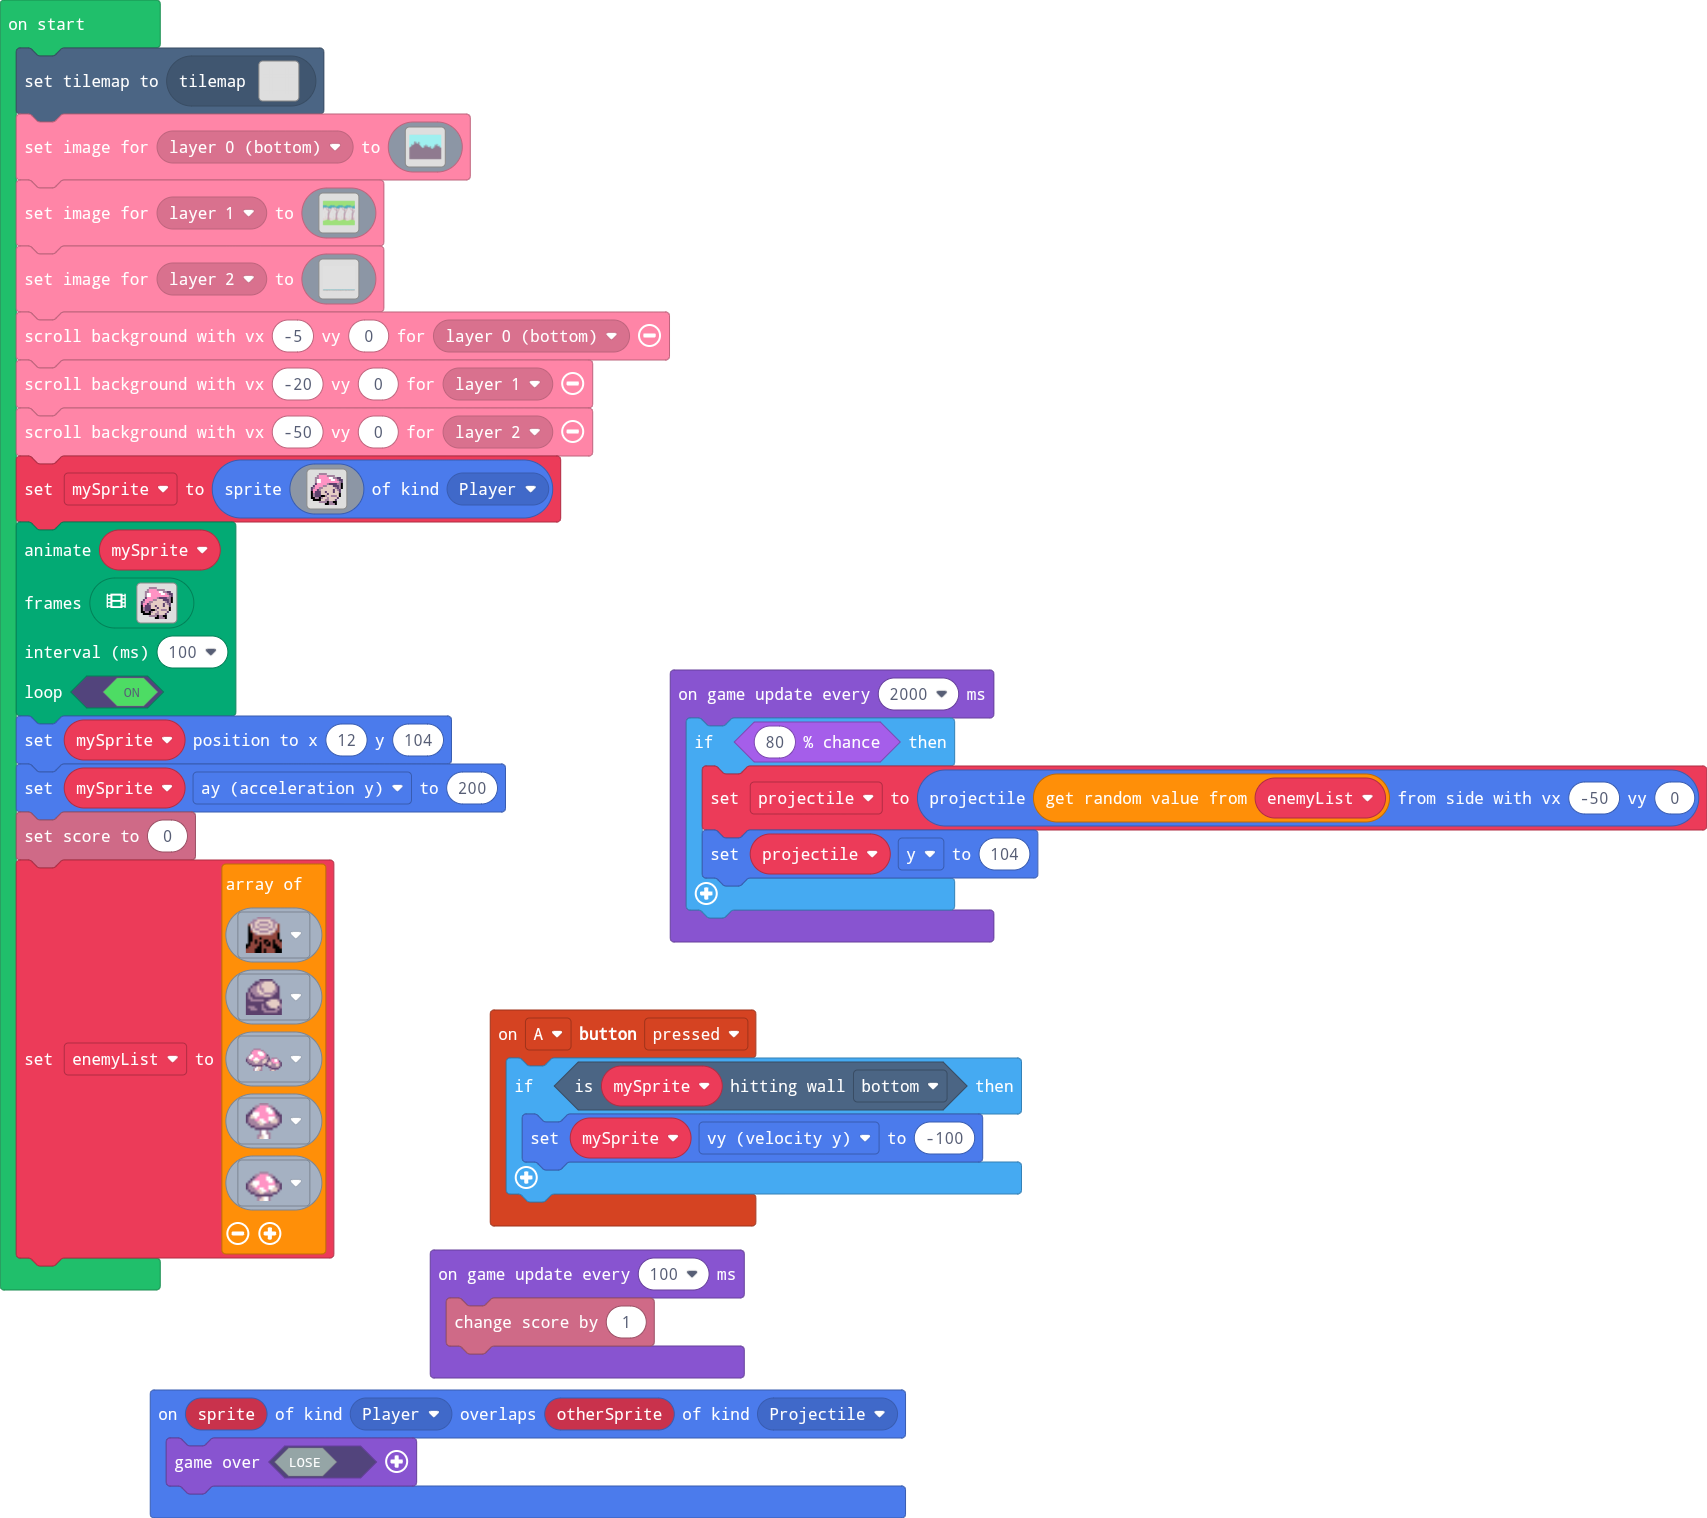 on start
set tilemap to tilemap
set image for layer 0 (bottom) to
set image for layer 1 to
set image for layer 2 to
scroll background with vx -5 vy 0 for layer 0 (bottom)
scroll background with vx -20 vy 0 for layer 1
scroll background with vx -50 vy 0 for layer 2
set mySprite to sprite of kind Player
animate mySprite
frames
interval (ms) 100
loop ON
set mySprite position to x 12 y 104
set mySprite ay (acceleration y) to 200
set score to 0
set enemyList to array of
on game update every 2000 ms
if 80 % chance then
set projectile to projectile get random value from enemyList from side with vx -50 vy 0
set projectile y to 104
on A button pressed
if is mySprite hitting wall bottom then
set mySprite vy (velocity y) to -100
on game update every 100 ms
change score by 1
on sprite of kind Player overlaps otherSprite of kind Projectile
game over LOSE